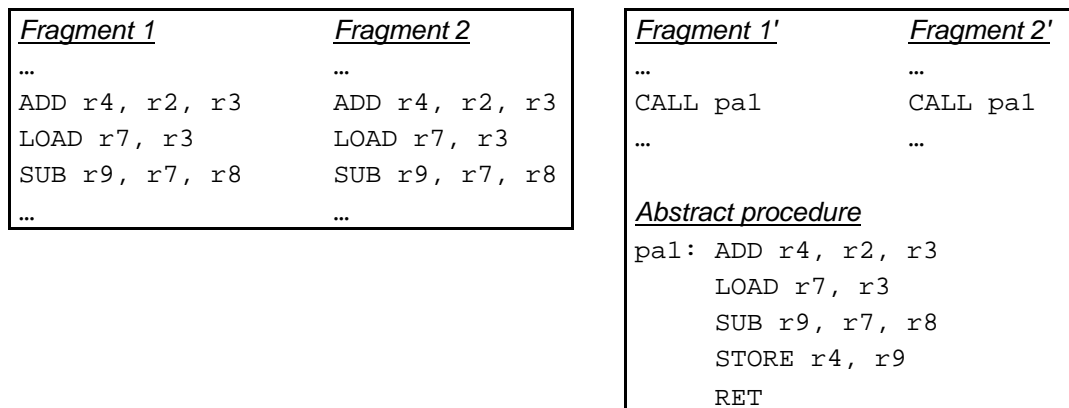 Fragment 1 Fragment 2
… …
ADD r4, r2, r3 ADD r4, r2, r3
LOAD r7, r3 LOAD r7, r3
SUB r9, r7, r8 SUB r9, r7, r8
… …
Fragment 1' Fragment 2'
… …
CALL pa1 CALL pa1
… …
Abstract procedure
pa1: ADD r4, r2, r3
LOAD r7, r3
SUB r9, r7, r8
STORE r4, r9
RET